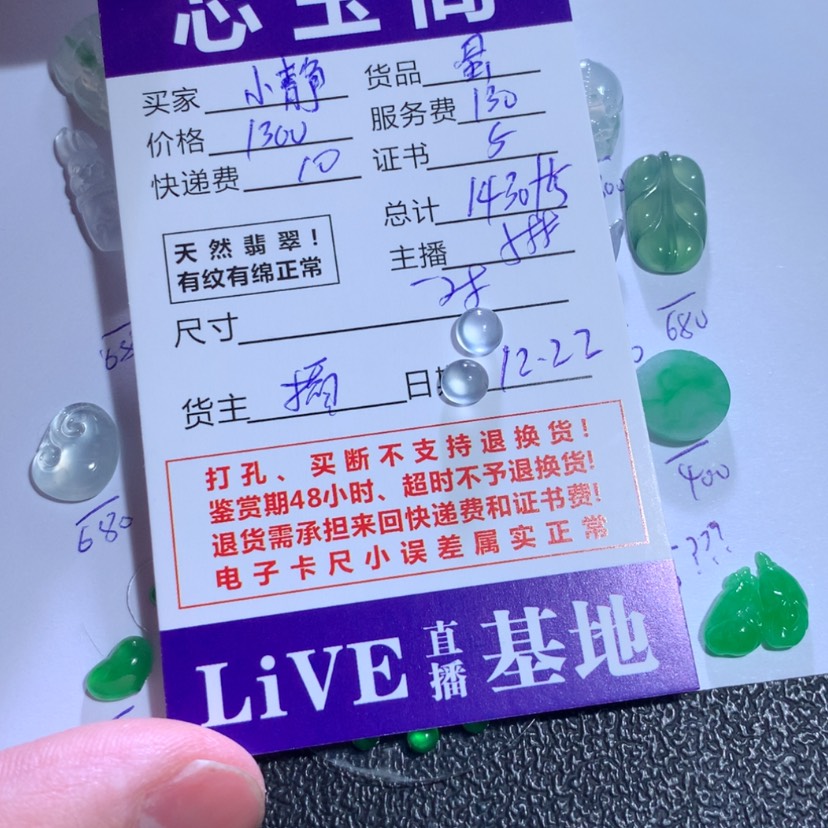 买家 小静 货品 蛋
价格 1300 服务费 130
快递费 10 证书 5
总计 1430
天然翡翠！
有纹有绵正常
主播
尺寸
货主 日期 12-22
打孔、买断不支持退换货！
鉴赏期48小时、超时不予退换货！
退货需承担来回快递费和证书费！
电子卡尺小误差属实正常
LiVE 直播 基地
680
680
400
???